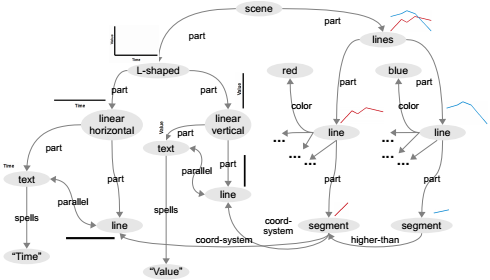 scene
part
part
lines
Value
Time
L-shaped
red
blue
part
part
part
part
Time
Value
color
color
linear
horizontal
linear
vertical
line
line
Value
part
part
...
...
...
...
...
...
Time
text
text
part
part
part
part
parallel
parallel
line
spells
spells
line
coord-
system
segment
segment
coord-system
higher-than
“Time”
“Value”